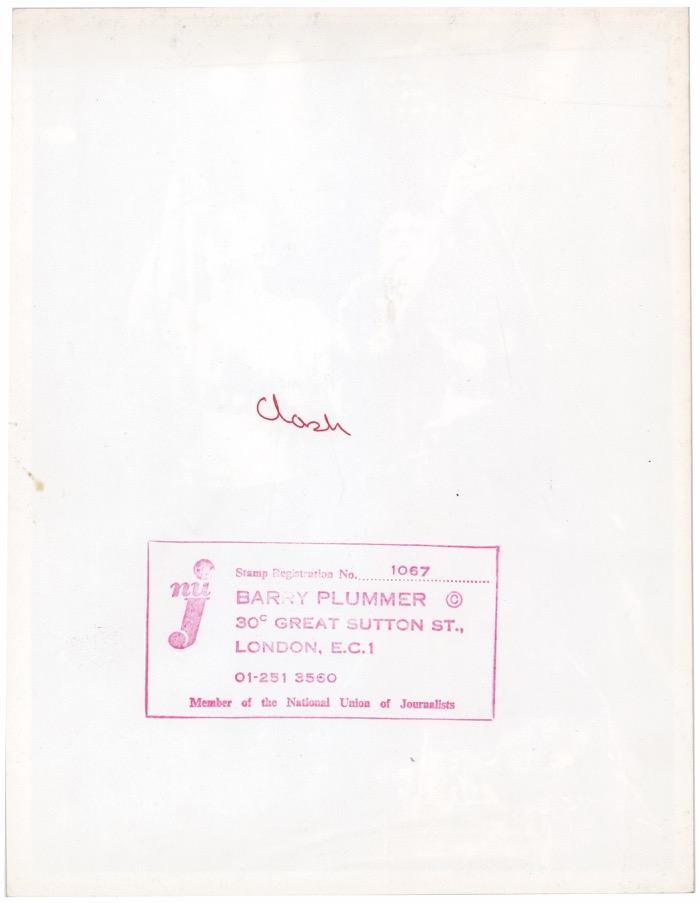 Clash
nuj
Stamp Registration No. 1067
BARRY PLUMMER ©
30C GREAT SUTTON ST.,
LONDON, E.C.1
01-251 3560
Member of the National Union of Journalists